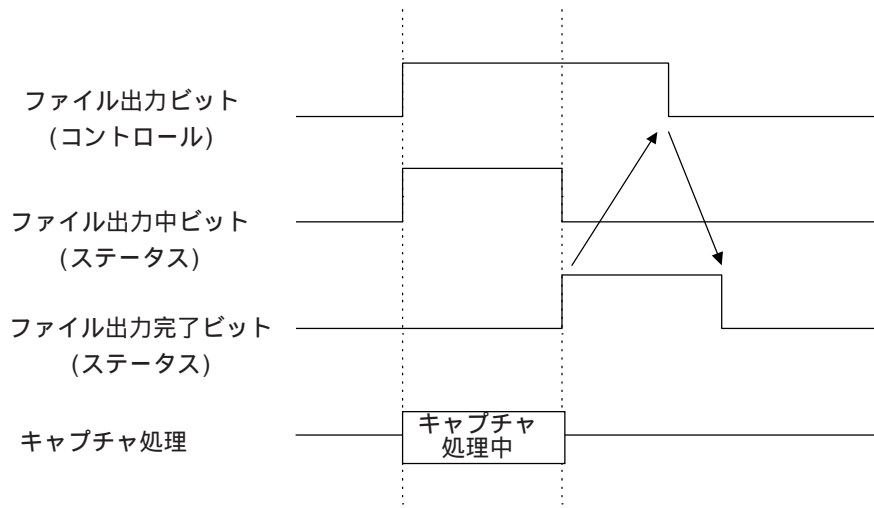 ファイル出力ビット
(コントロール)
ファイル出力中ビット
(ステータス)
ファイル出力完了ビット
(ステータス)
キャプチャ処理
キャプチャ
処理中